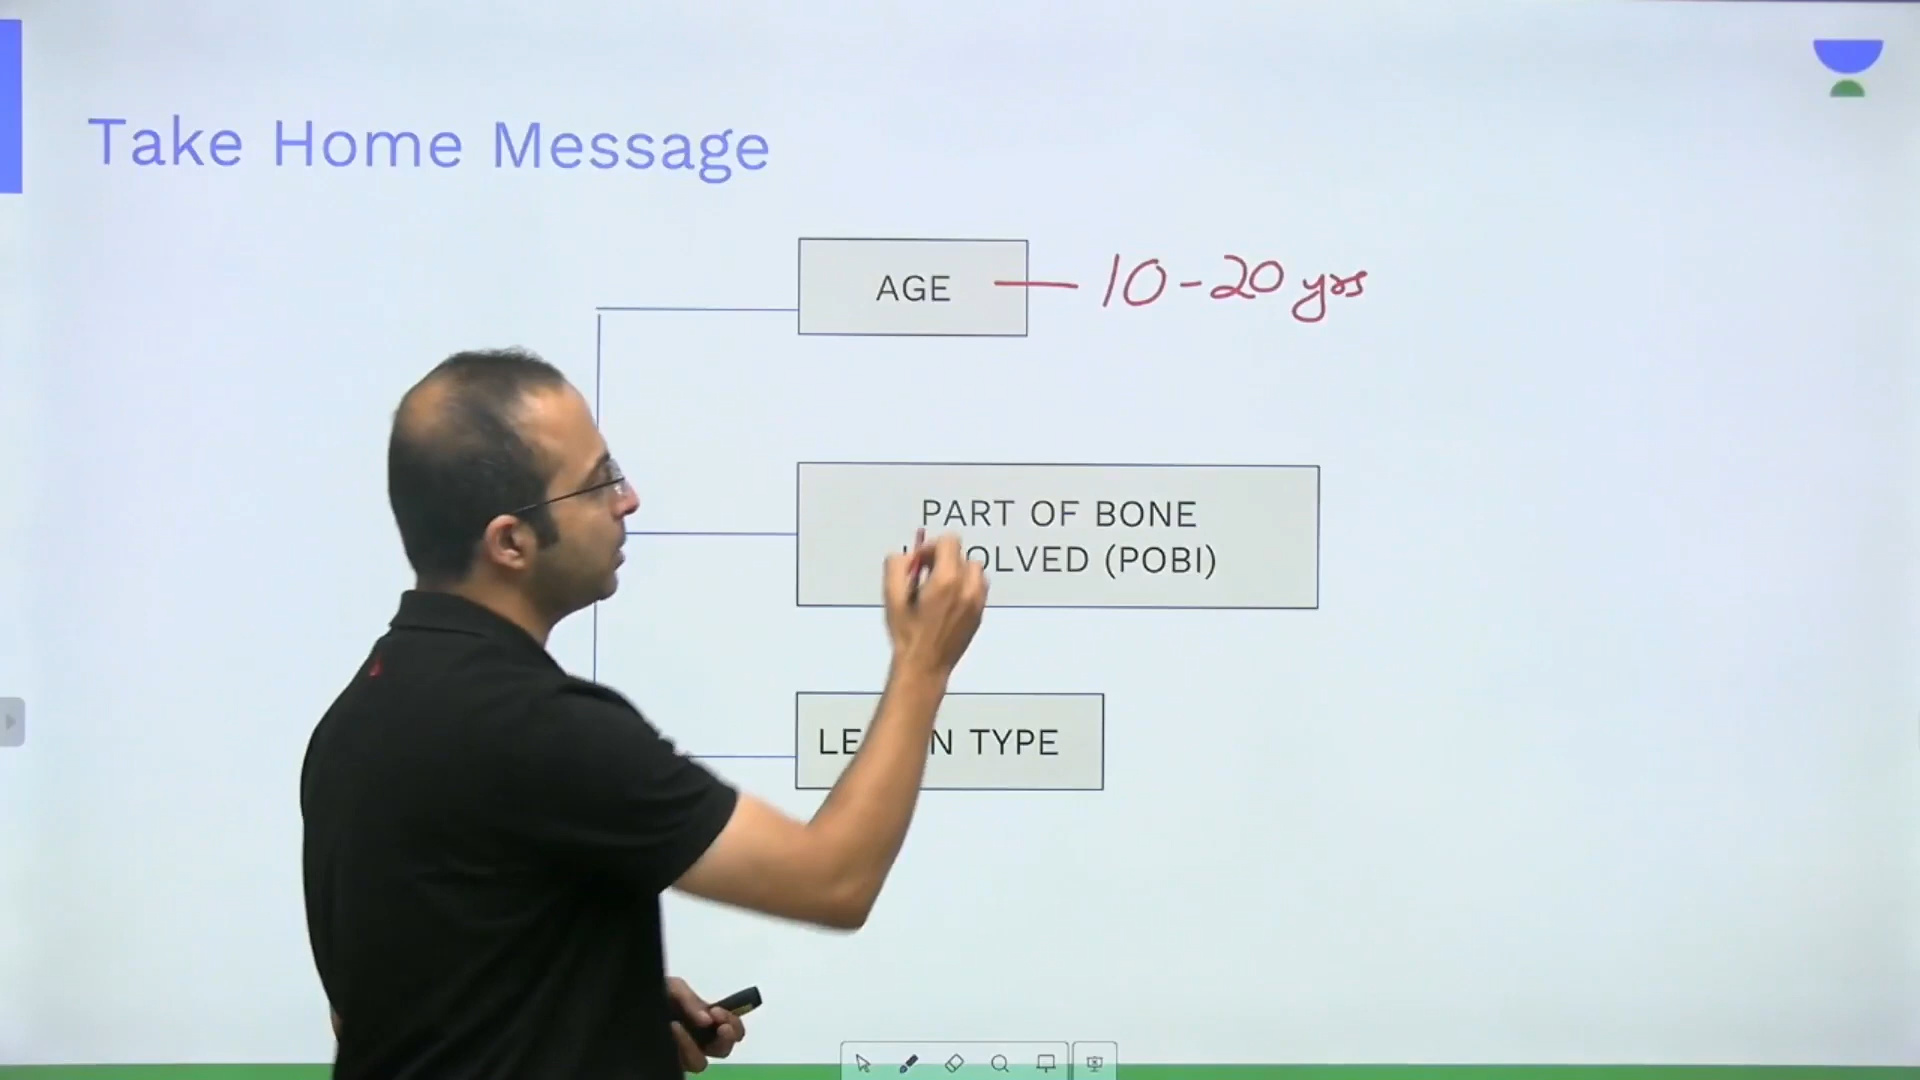 Take Home Message
AGE — 10-20 yrs
PART OF BONE
OLVED (POBI)
TYPE